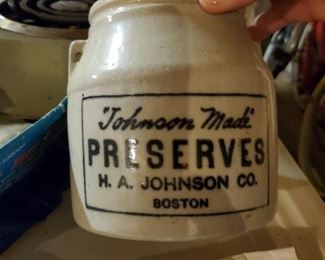 "Johnson Made"
PRESERVES
H. A. JOHNSON CO.
BOSTON